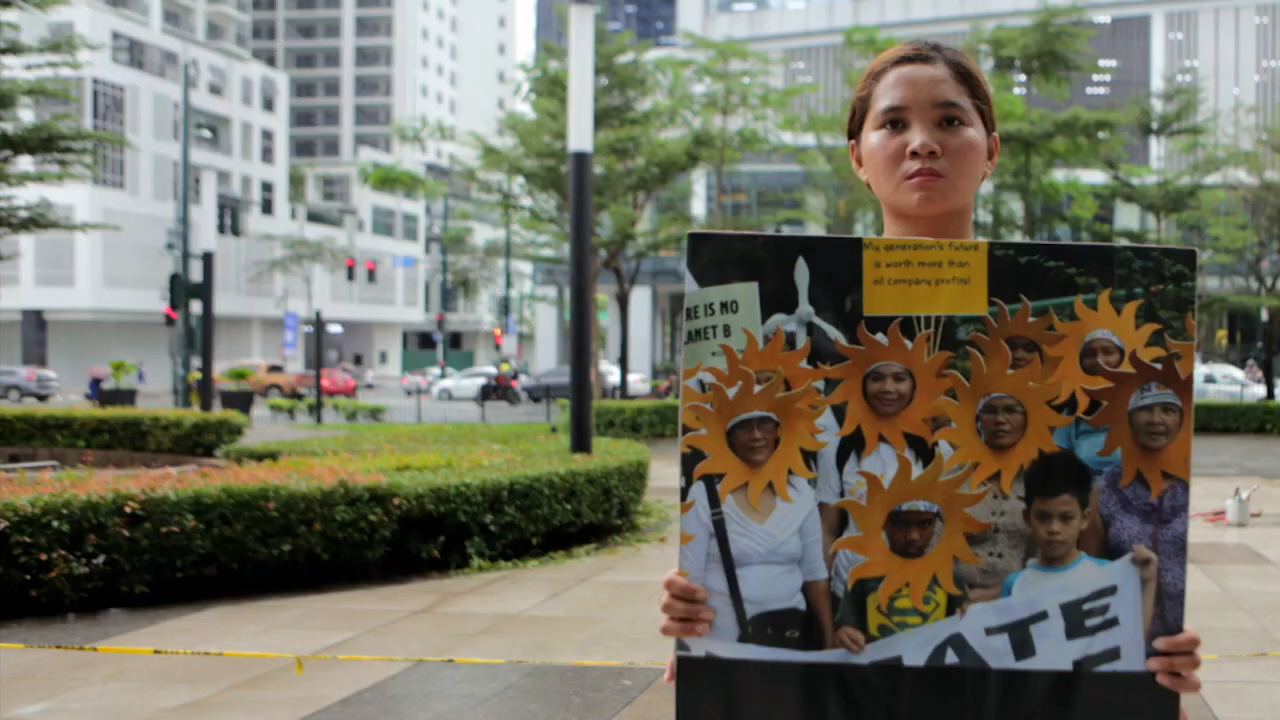 My generation's future
is worth more than
oil company profits!
RE IS NO
ANET B
ATE
E